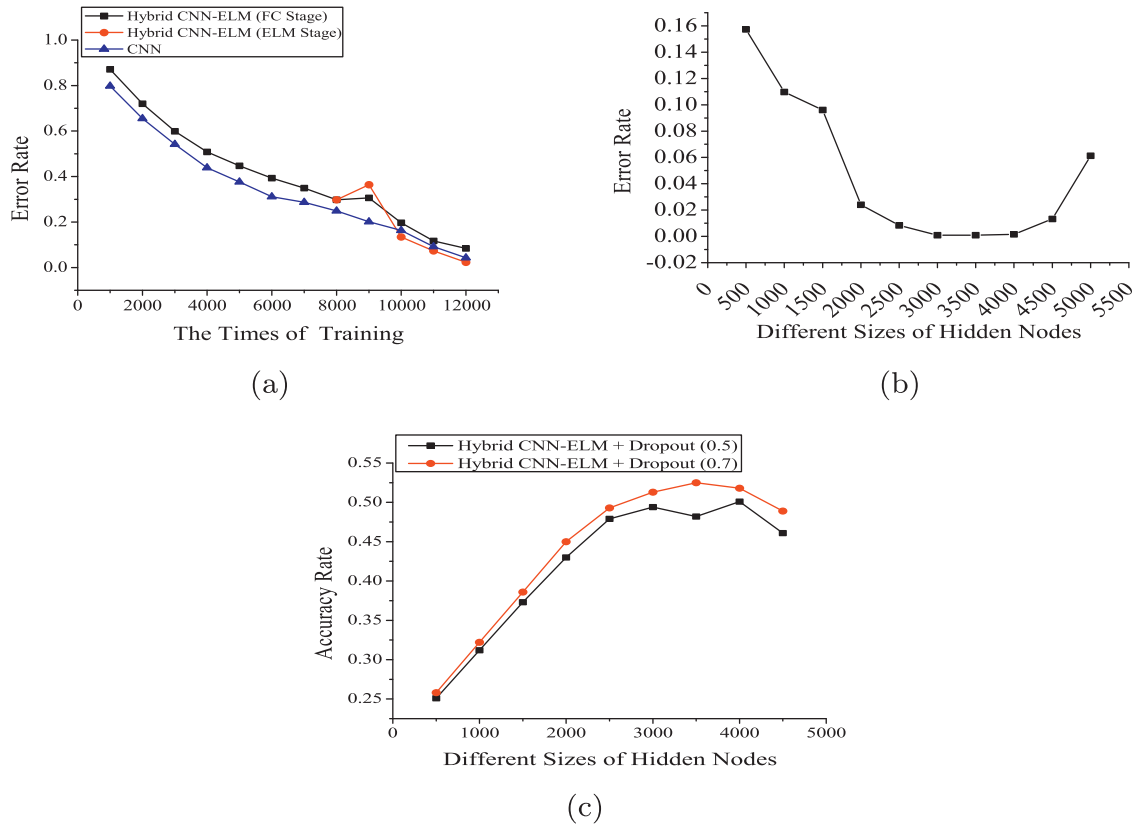 Hybrid CNN-ELM (FC Stage)
Hybrid CNN-ELM (ELM Stage)
CNN
1.0
0.8
0.6
0.4
0.2
0.0
Error Rate
0 2000 4000 6000 8000 10000 12000
The Times of Training
(a)
0.16
0.14
0.12
0.10
0.08
0.06
0.04
0.02
0.00
-0.02
Error Rate
0 500 1000 1500 2000 2500 3000 3500 4000 4500 5000 5500
Different Sizes of Hidden Nodes
(b)
Hybrid CNN-ELM + Dropout (0.5)
Hybrid CNN-ELM + Dropout (0.7)
0.55
0.50
0.45
0.40
0.35
0.30
0.25
Accuracy Rate
0 1000 2000 3000 4000 5000
Different Sizes of Hidden Nodes
(c)